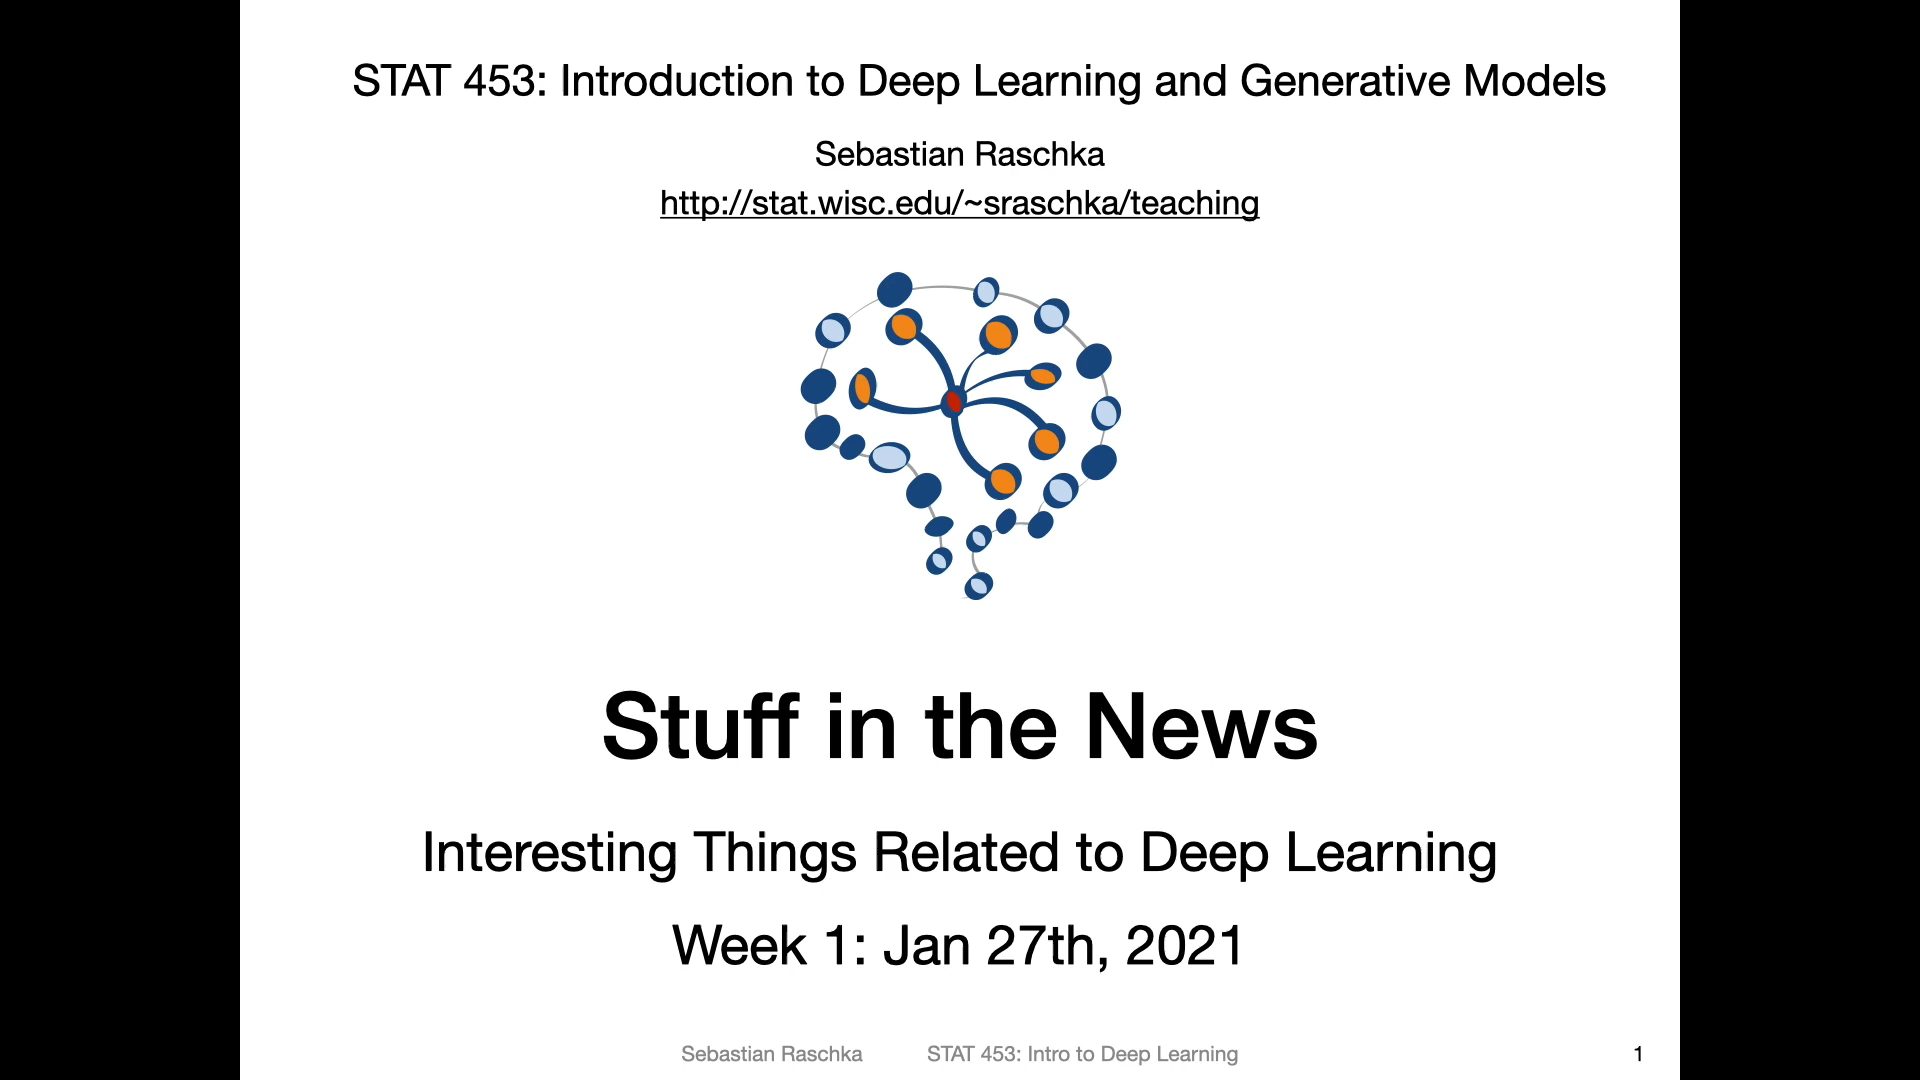 STAT 453: Introduction to Deep Learning and Generative Models
Sebastian Raschka
http://stat.wisc.edu/~sraschka/teaching
Stuff in the News
Interesting Things Related to Deep Learning
Week 1: Jan 27th, 2021
Sebastian Raschka STAT 453: Intro to Deep Learning 1